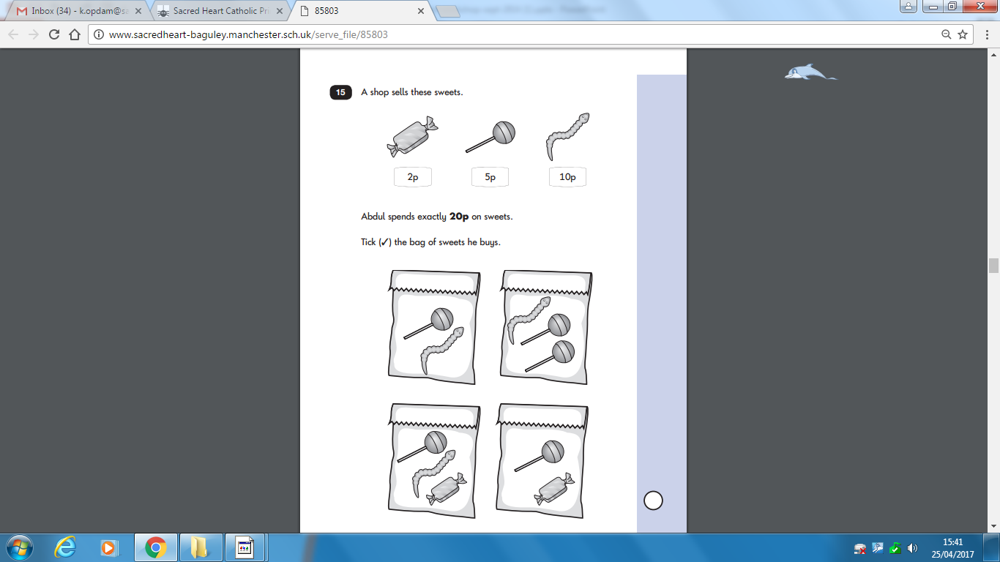 Inbox (34) - k.opdam@sa
Sacred Heart Catholic Pri
85803
www.sacredheart-baguley.manchester.sch.uk/serve_file/85803
15 A shop sells these sweets.
2p 5p 10p
Abdul spends exactly 20p on sweets.
Tick (✓) the bag of sweets he buys.
15:41
25/04/2017